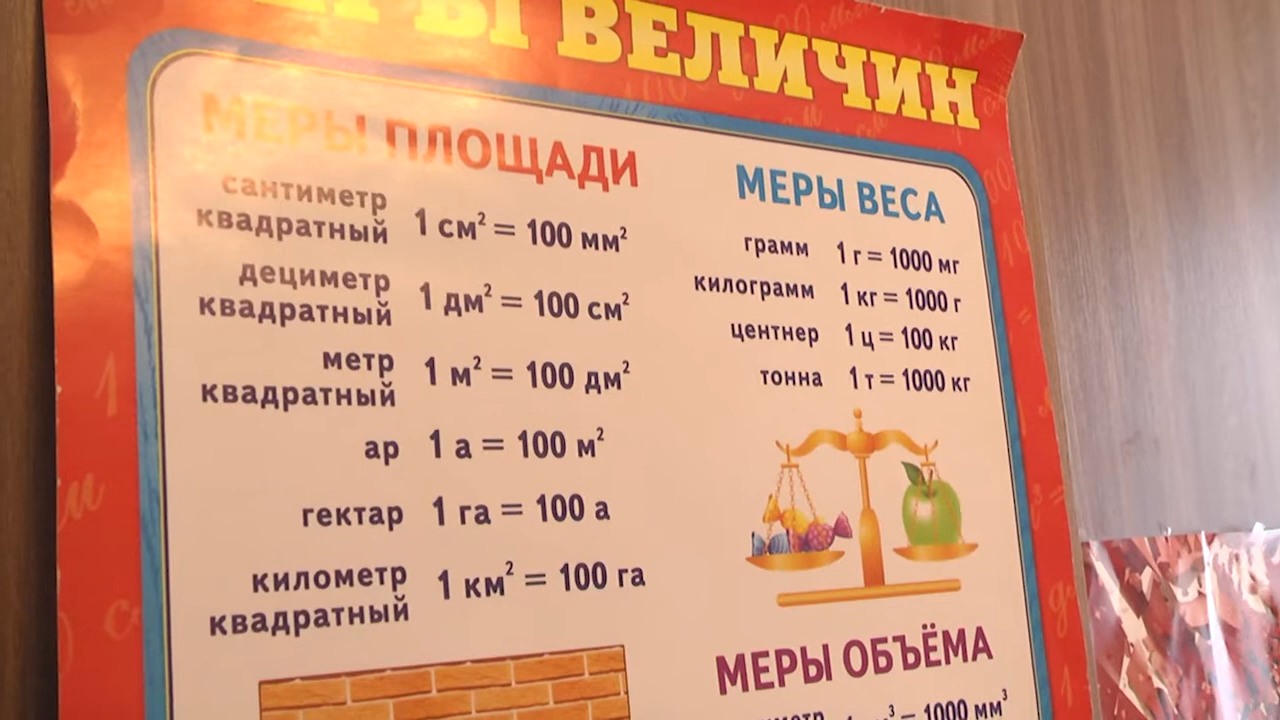 РЫ ВЕЛИЧИН
МЕРЫ ПЛОЩАДИ
сантиметр
квадратный 1 см² = 100 мм²
дециметр
квадратный 1 дм² = 100 см²
метр
квадратный 1 м² = 100 дм²
ар 1 а = 100 м²
гектар 1 га = 100 а
километр
квадратный 1 км² = 100 га
МЕРЫ ВЕСА
грамм 1 г = 1000 мг
килограмм 1 кг = 1000 г
центнер 1 ц = 100 кг
тонна 1 т = 1000 кг
МЕРЫ ОБЪЁМА
= 1000 мм³